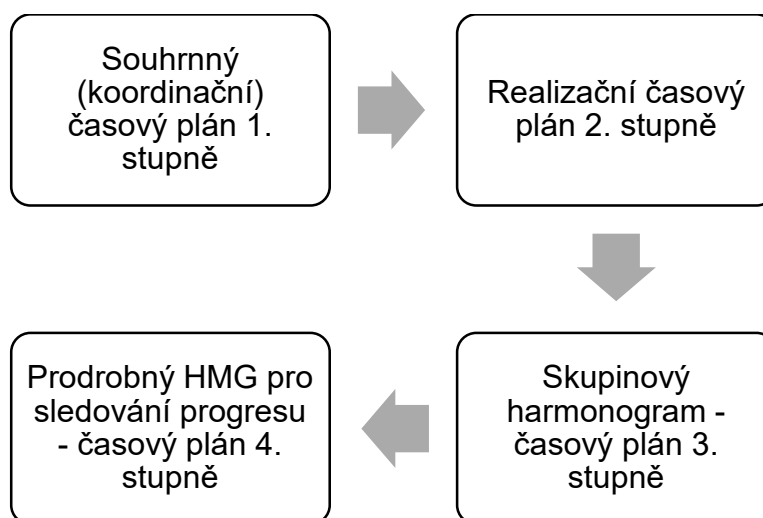 Souhrnný
(koordinační)
časový plán 1.
stupně
Realizační časový
plán 2. stupně
Skupinový
harmonogram -
časový plán 3.
stupně
Prodrobný HMG pro
sledování progresu
- časový plán 4.
stupně